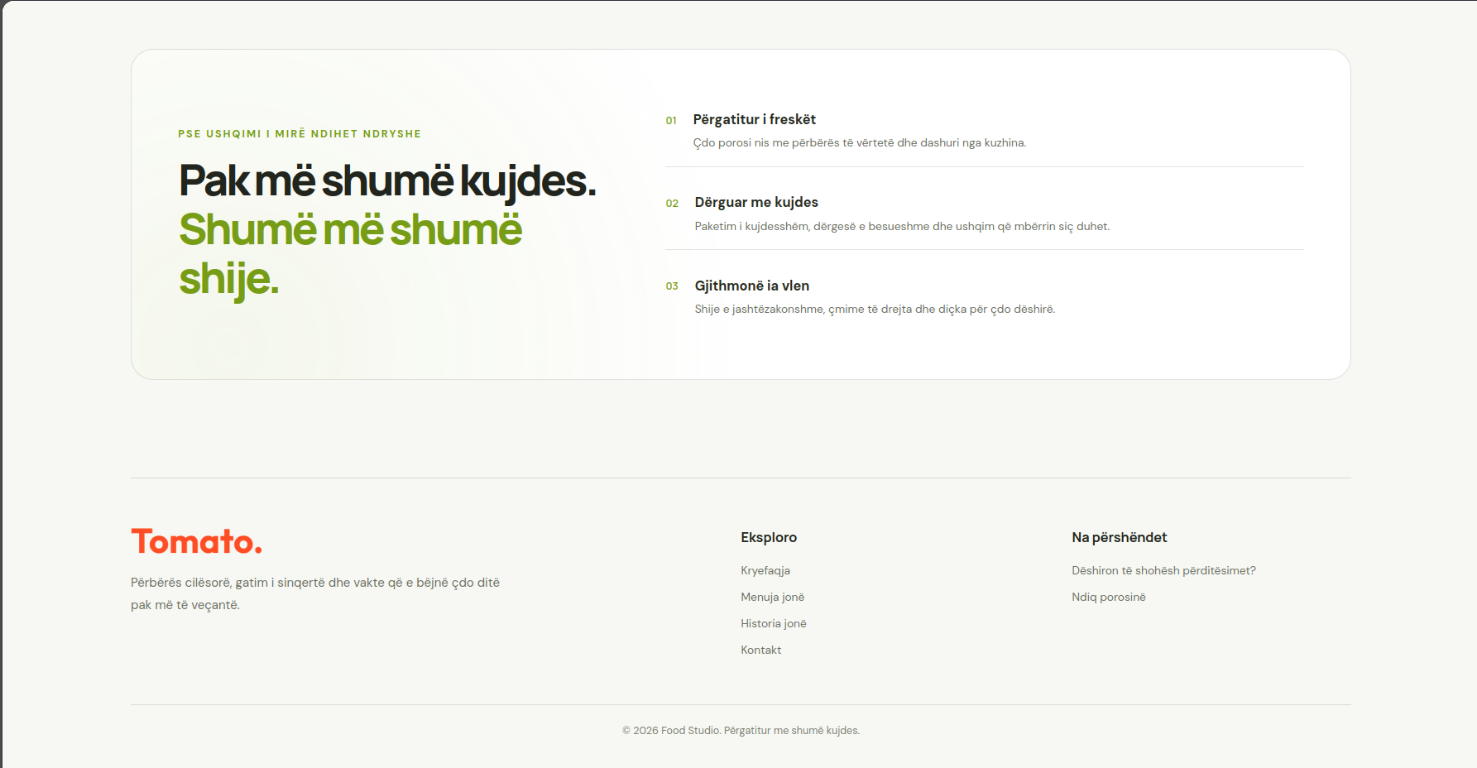 PSE USHQIMI I MIRË NDIHET NDRYSHE
Pak më shumë kujdes.
Shumë më shumë
shije.
01 Përgatitur i freskët
Çdo porosi nis me përbërës të vërtetë dhe dashuri nga kuzhina.
02 Dërguar me kujdes
Paketim i kujdesshëm, dërgesë e besueshme dhe ushqim që mbërrin siç duhet.
03 Gjithmonë ia vlen
Shije e jashtëzakonshme, çmime të drejta dhe diçka për çdo dëshirë.
Tomato.
Përbërës cilësorë, gatim i sinqertë dhe vakte që e bëjnë çdo ditë
pak më të veçantë.
Eksploro
Kryefaqja
Menuja jonë
Historia jonë
Kontakt
Na përshëndet
Dëshiron të shohësh përditësimet?
Ndiq porosinë
© 2026 Food Studio. Përgatitur me shumë kujdes.